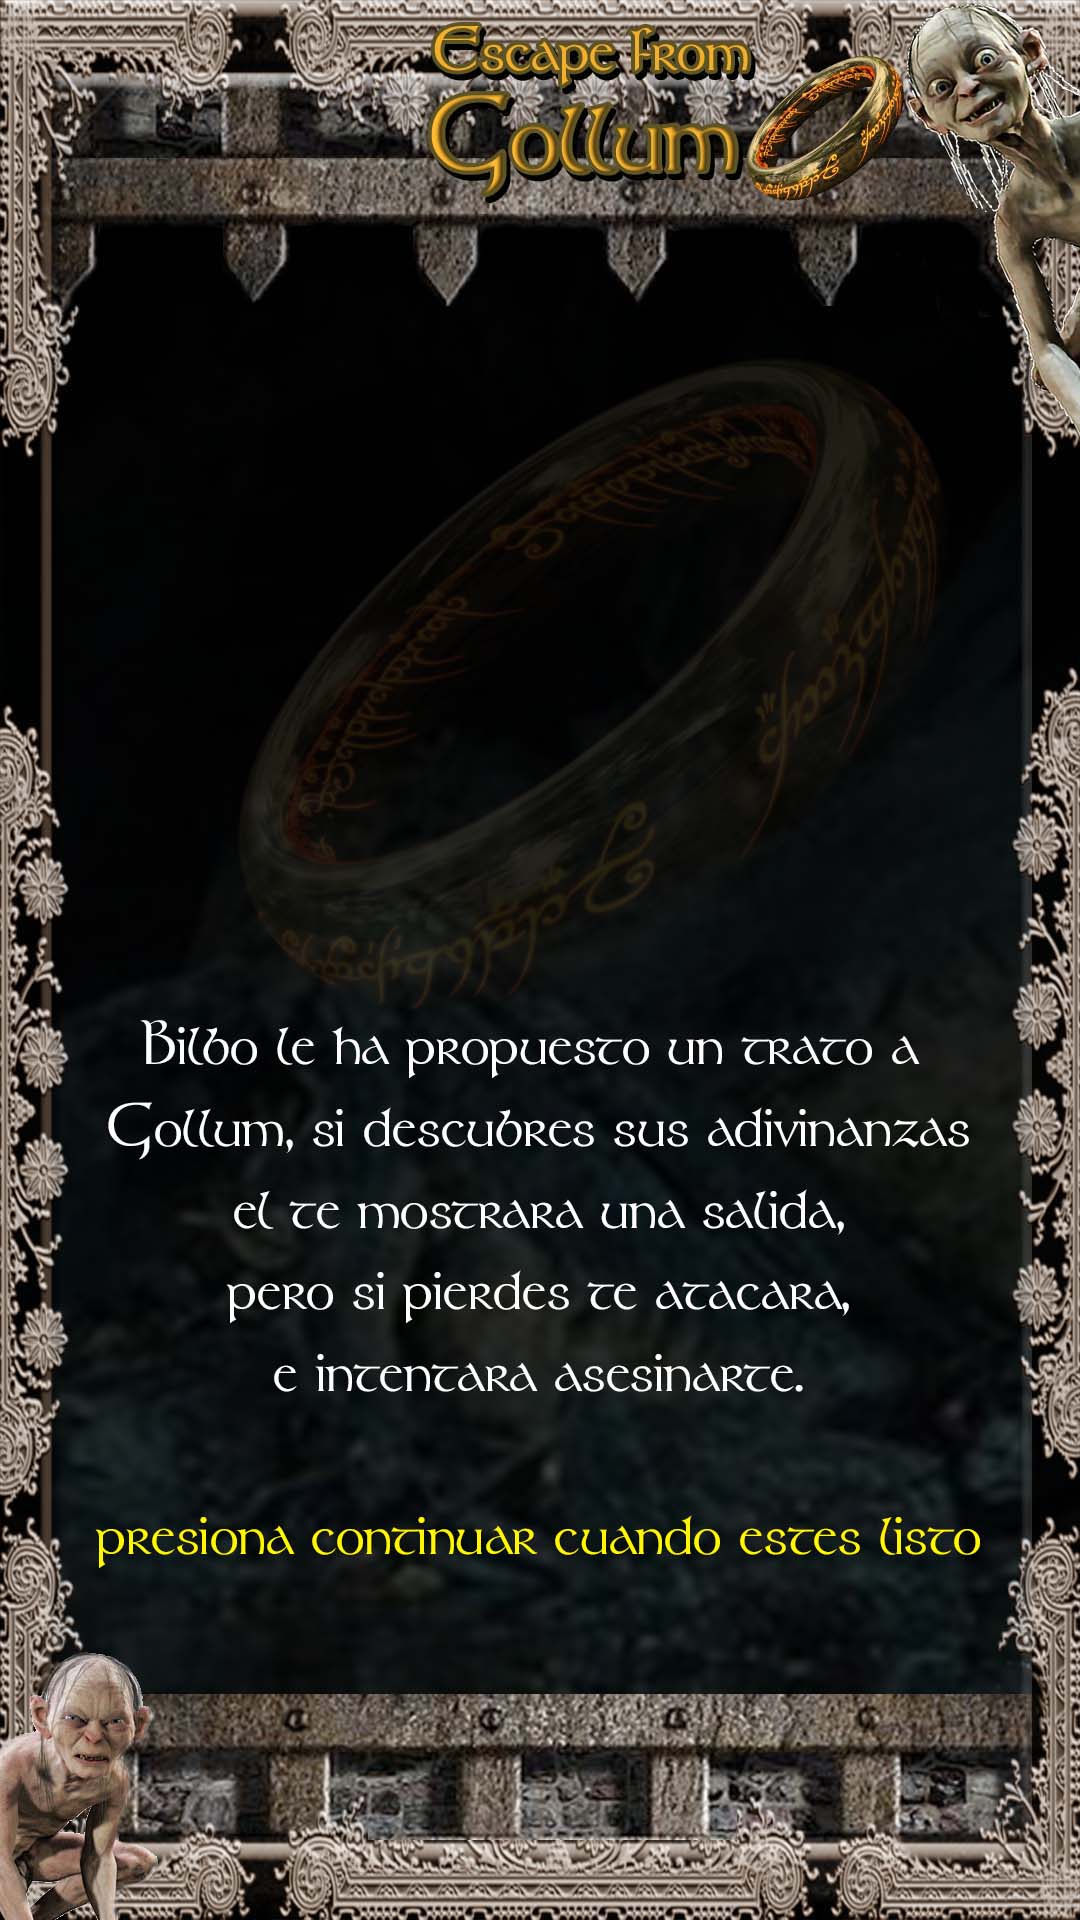 Escape from
Gollum
Bilbo le ha propuesto un trato a
Gollum, si descubres sus adivinanzas
el te mostrara una salida,
pero si pierdes te atacara,
e intentara asesinarte.
presiona continuar cuando estes listo